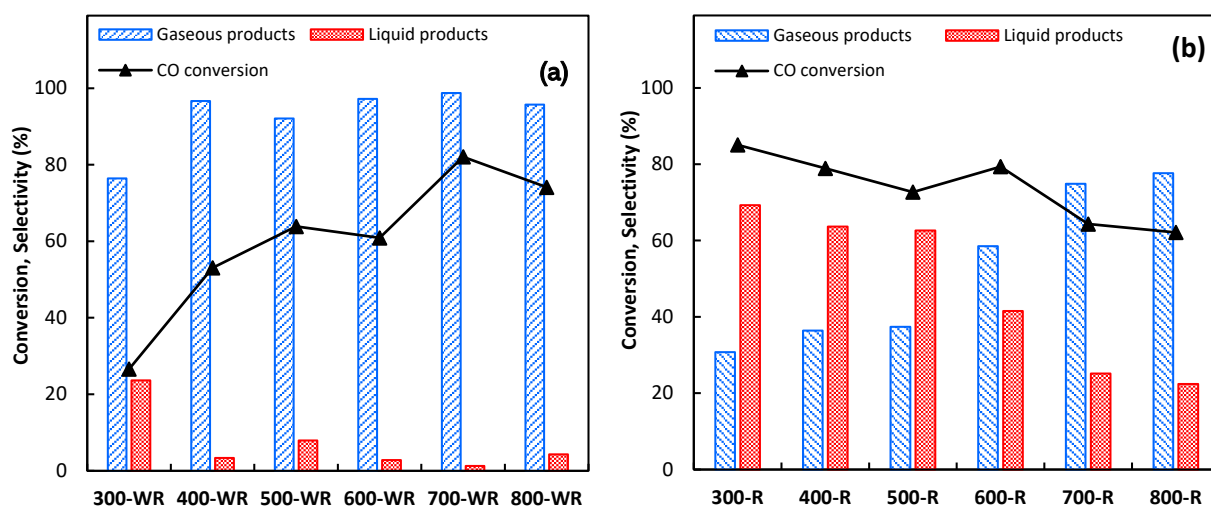 Gaseous products Liquid products
CO conversion
(a)
Conversion, Selectivity (%)
100
80
60
40
20
0
300-WR 400-WR 500-WR 600-WR 700-WR 800-WR
Gaseous products Liquid products
CO conversion
(b)
Conversion, Selectivity (%)
100
80
60
40
20
0
300-R 400-R 500-R 600-R 700-R 800-R